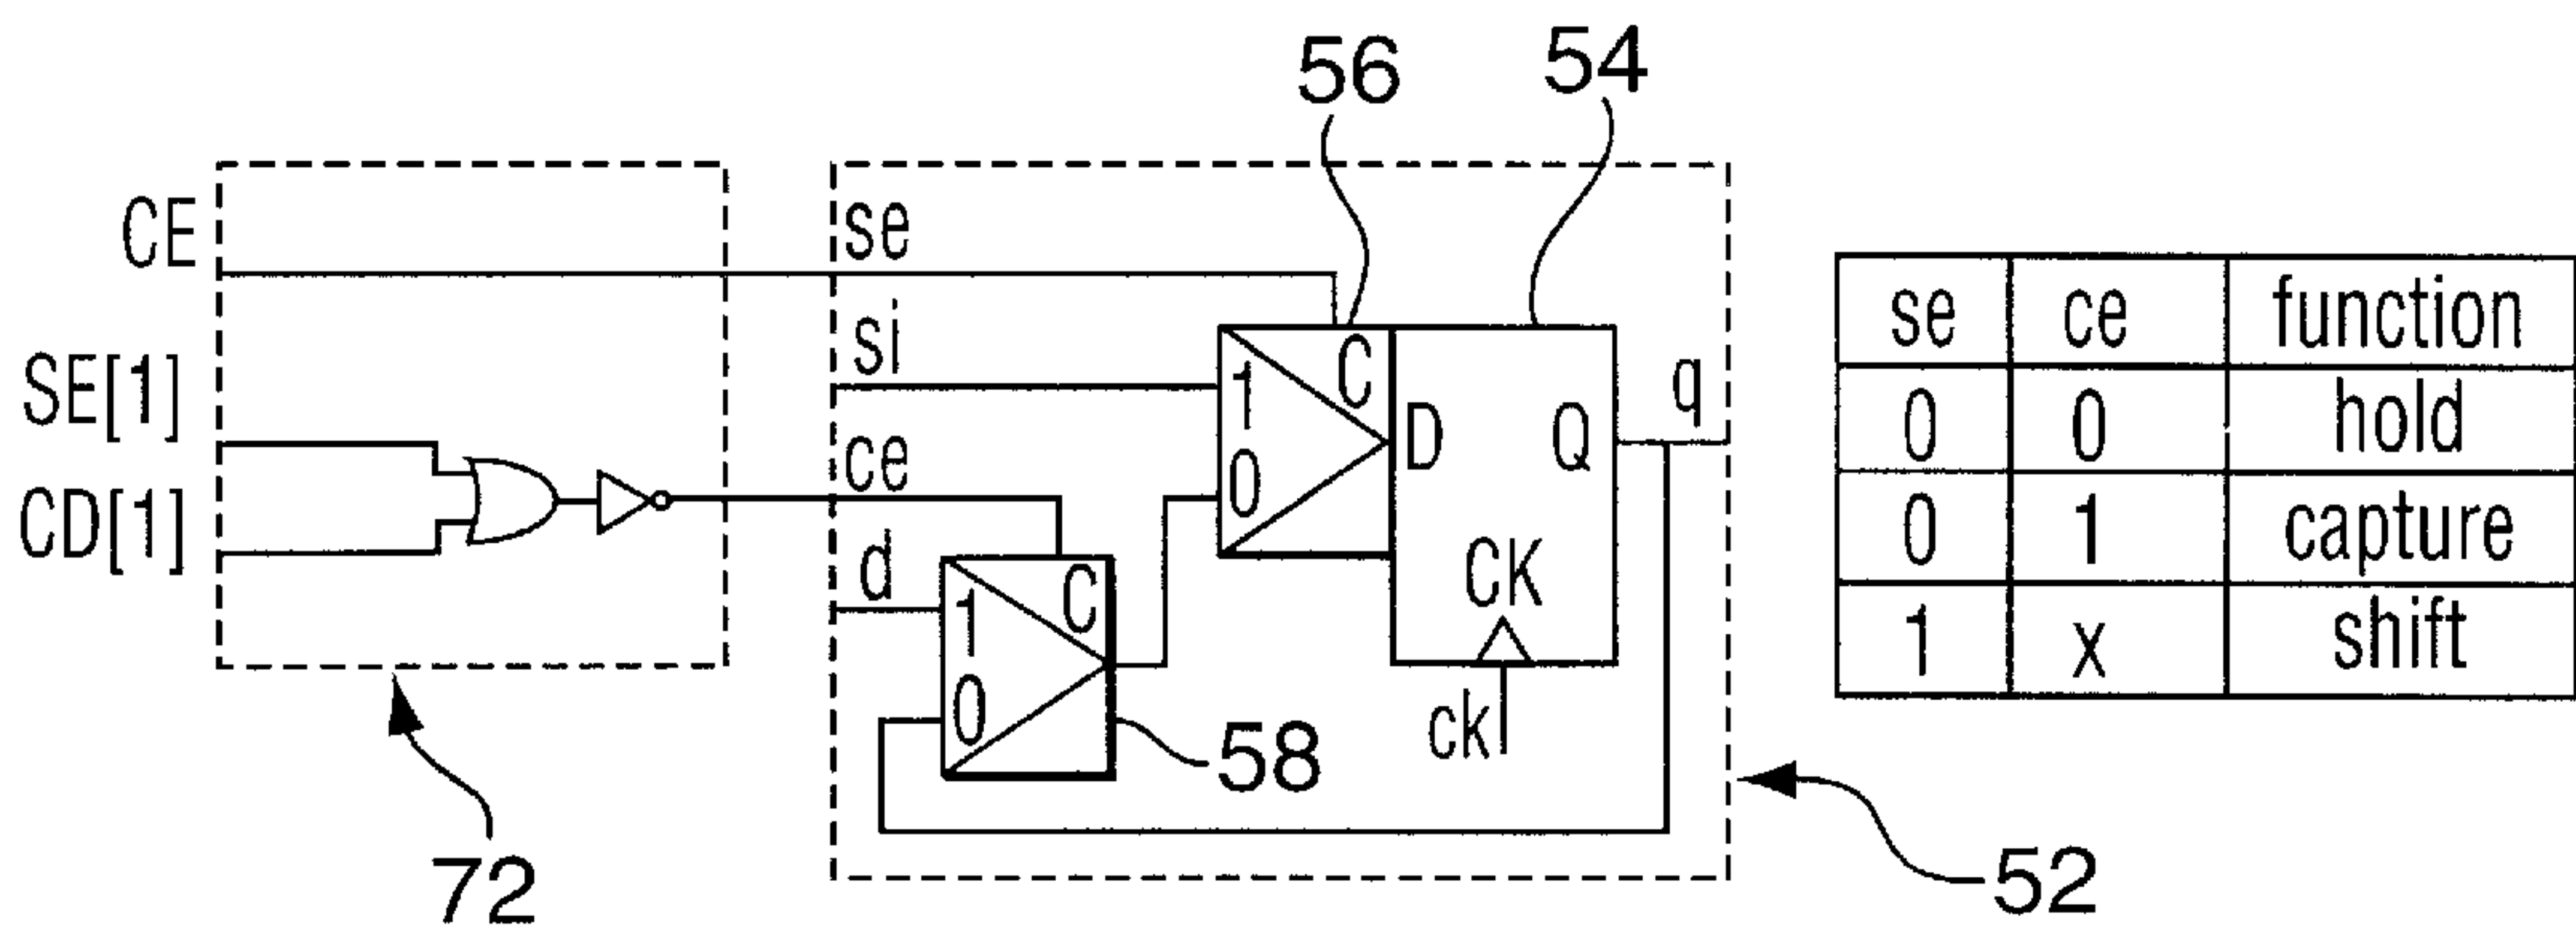 56
54
CE
se
si
SE[1]
1
C
0
D
Q
q
ce
CD[1]
d
1
C
0
CK
ck
58
72
52
se ce function
0 0 hold
0 1 capture
1 x shift